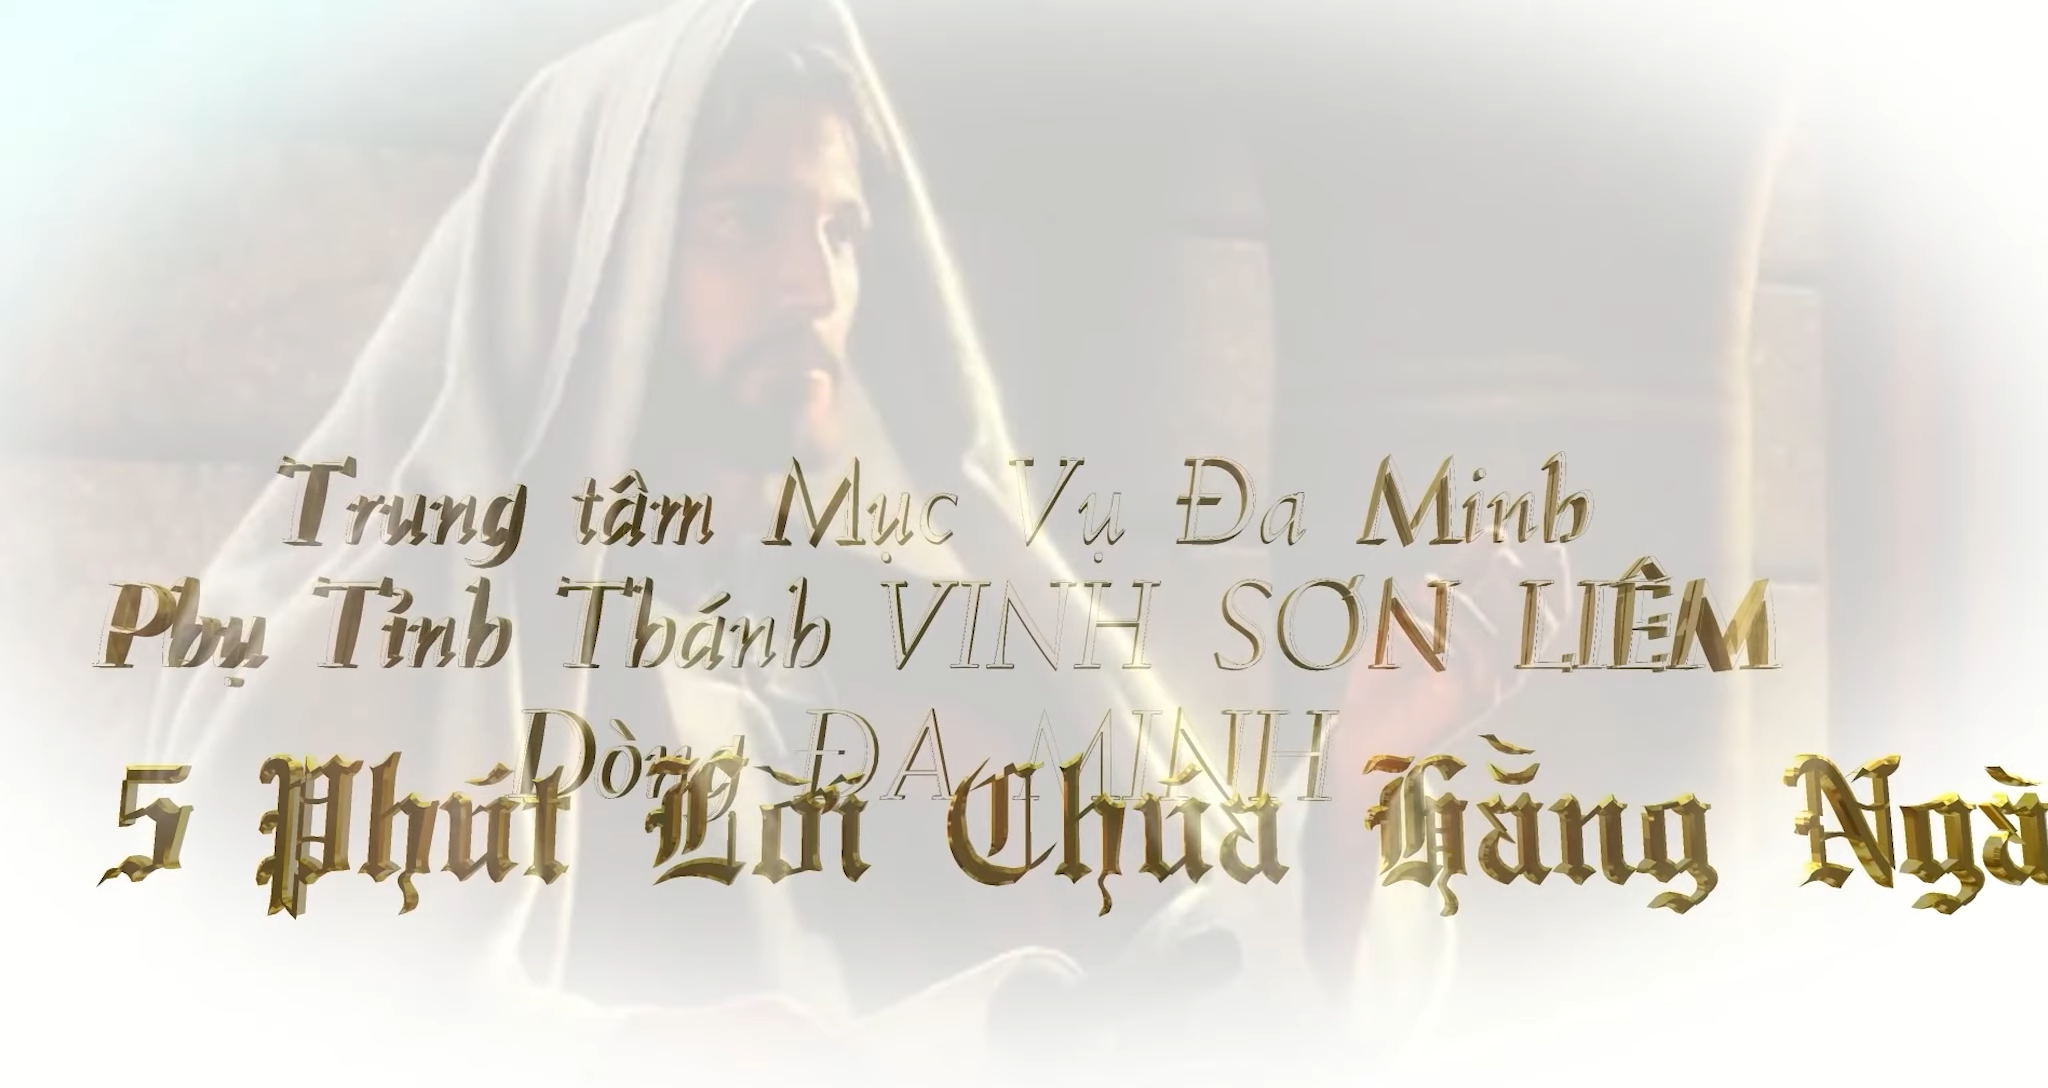 Trung tâm Mục Vụ Đa Minh
Phụ Tỉnh Thánh VINH SƠN LIÊM
Dòng ĐA MINH
5 Phút Lời Chúa Hằng Ngà